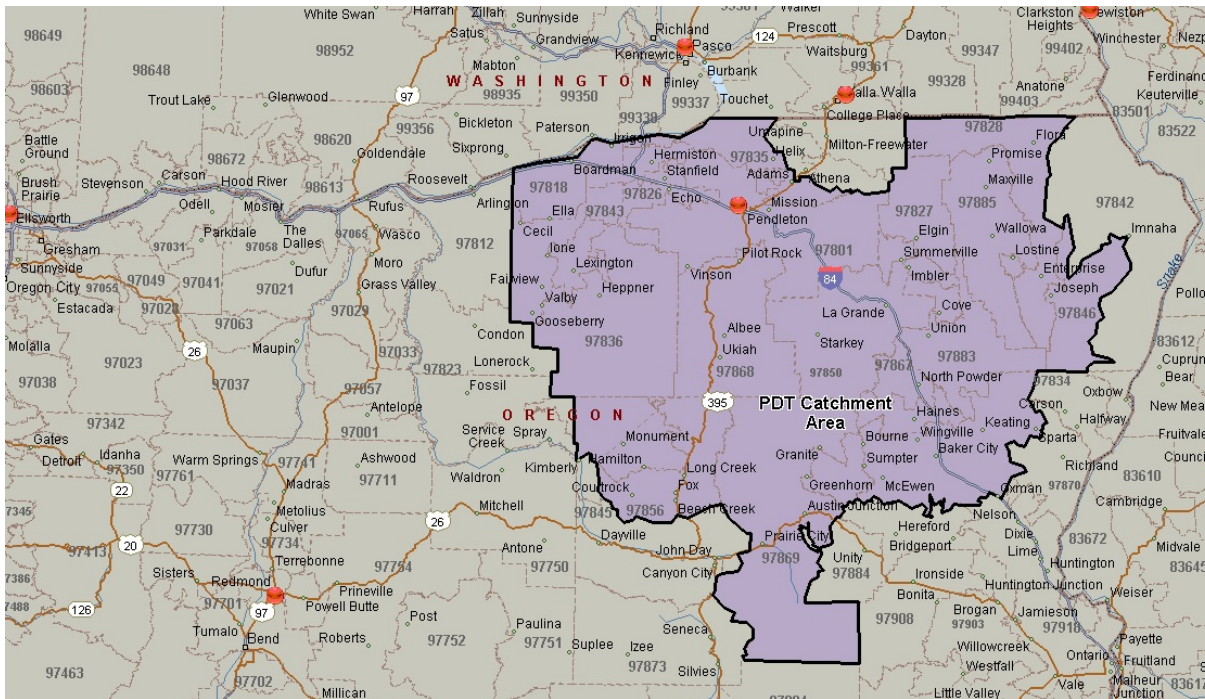 White Swan
Harrah
Zillah
Sunnyside
Richland
99361
Walker
Prescott
Clarkston
Heights
Lewiston
Winchester
98649
98952
Satus
Grandview
Kennewick
Pasco
124
Waitsburg
Dayton
99347
99402
98648
Mabton
WASHINGTON
Finley
Burbank
99361
99328
Anatone
Ferdinand
98603
Trout Lake
Glenwood
97
98935
99350
99337
Touchet
Walla Walla
College Place
99403
83501
Keuterville
98620
99356
Bickleton
Paterson
99338
Irrigon
Umapine
Milton-Freewater
97828
Flora
83522
Battle
Ground
98672
Goldendale
Sixprong
Hermiston
97835
Helix
Promise
Brush
Prairie
Stevenson
Carson
Hood River
98613
Roosevelt
Boardman
Stanfield
Adams
Athena
Maxville
Ellsworth
Odell
Mosier
Rufus
Arlington
97818
97826
Echo
Mission
97827
97885
97842
Gresham
Parkdale
The
Dalles
97065
Wasco
Ella
97843
Pendleton
Elgin
Wallowa
Imnaha
Sunnyside
97031
97058
97812
Cecil
Pilot Rock
97801
Summerville
Lostine
Snake
Oregon City
97049
97041
Dufur
Moro
Ione
Lexington
Vinson
84
Imbler
Enterprise
97055
97021
Grass Valley
Fairview
Heppner
Joseph
Estacada
97028
97029
Valby
La Grande
Cove
97846
97063
Gooseberry
Albee
Union
Molalla
26
Maupin
97033
Condon
97836
Ukiah
Starkey
97883
83612
97023
97823
Lonerock
97868
97850
97867
97038
97037
97057
Fossil
North Powder
97834
Oxbow
Bear
Antelope
OREGON
395
PDT Catchment
Area
Haines
Carson
Halfway
New Mea
97342
97001
Service
Creek
Spray
Monument
Bourne
Wingville
Keating
Sparta
Gates
Idanha
Warm Springs
Ashwood
Hamilton
Granite
Sumpter
Baker City
Richland
Detroit
97350
97761
97741
97711
Waldron
Kimberly
Long Creek
Greenhorn
McEwen
Oxman
97870
83610
22
Madras
Mitchell
Courtrock
Fox
Austin Junction
Nelson
Cambridge
97345
97730
Metolius
Culver
26
97845
97856
Beech Creek
Hereford
Dixie
97413
20
97734
Antone
Dayville
John Day
Prairie City
Bridgeport
Lime
83672
Midvale
97386
Sisters
Terrebonne
97754
97750
Canyon City
97869
Unity
97884
Ironside
Huntington
83645
97488
Redmond
Prineville
Huntington Junction
126
97701
97
Powell Butte
Post
Paulina
Bonita
Brogan
Jamieson
Weiser
Tumalo
Bend
Roberts
97752
97751
Suplee
Izee
Seneca
97908
97903
97918
Payette
97463
97702
Millican
97873
Silvies
Willowcreek
Westfall
Ontario
Fruitland
Little Valley
Vale
Malheur
Junction
83617